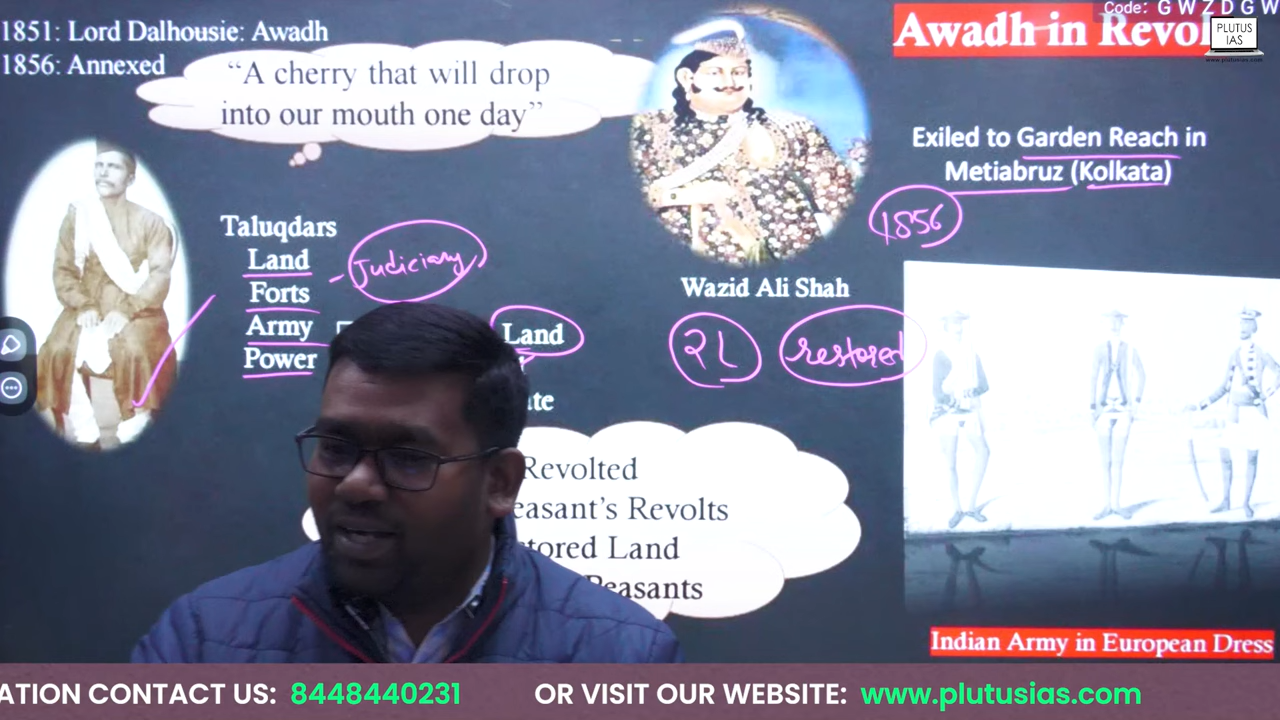 Code: G W Z D G W
1851: Lord Dalhousie: Awadh
1856: Annexed
“A cherry that will drop
into our mouth one day”
Awadh in Revol
PLUTUS
IAS
www.plutusias.com
Exiled to Garden Reach in
Metiabruz (Kolkata)
1856
Taluqdars
Land
Judiciary
Forts
Army
Power
Land
Wazid Ali Shah
restored
Revolted
easant’s Revolts
tored Land
Peasants
Indian Army in European Dress
ATION CONTACT US: 8448440231 OR VISIT OUR WEBSITE: www.plutusias.com